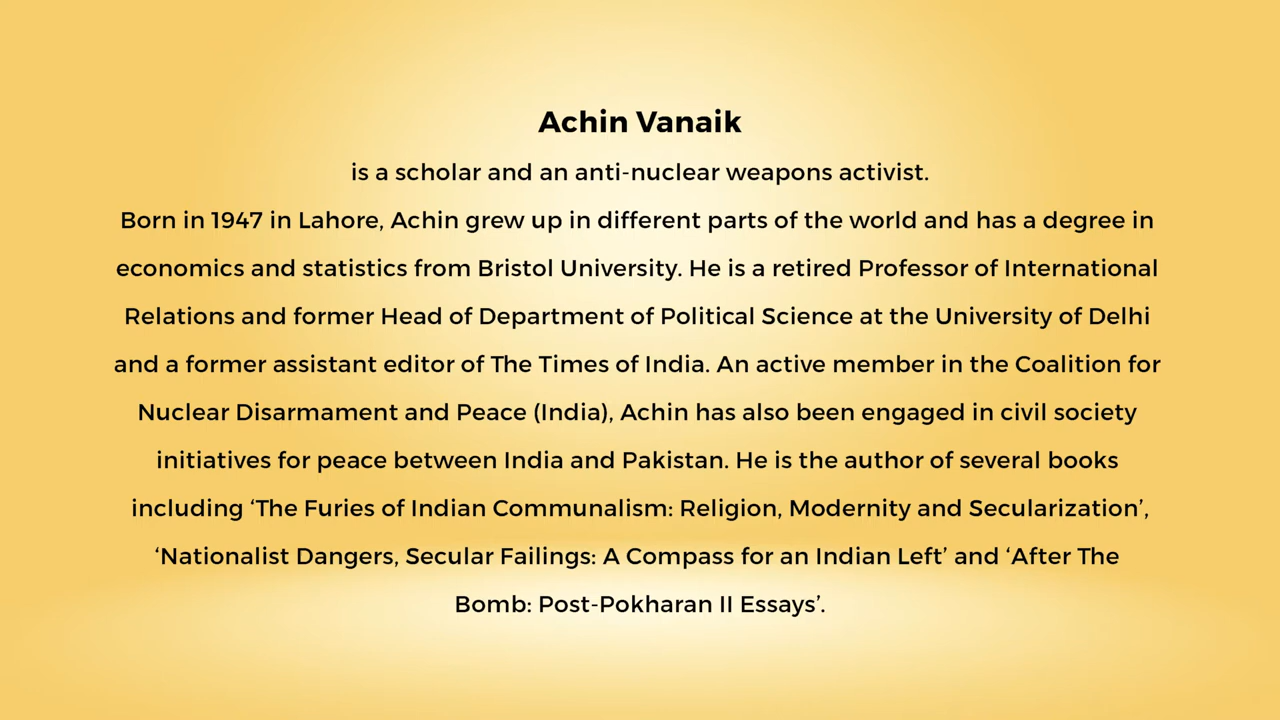 Achin Vanaik
is a scholar and an anti-nuclear weapons activist.
Born in 1947 in Lahore, Achin grew up in different parts of the world and has a degree in
economics and statistics from Bristol University. He is a retired Professor of International
Relations and former Head of Department of Political Science at the University of Delhi
and a former assistant editor of The Times of India. An active member in the Coalition for
Nuclear Disarmament and Peace (India), Achin has also been engaged in civil society
initiatives for peace between India and Pakistan. He is the author of several books
including ‘The Furies of Indian Communalism: Religion, Modernity and Secularization’,
‘Nationalist Dangers, Secular Failings: A Compass for an Indian Left’ and ‘After The
Bomb: Post-Pokharan II Essays’.